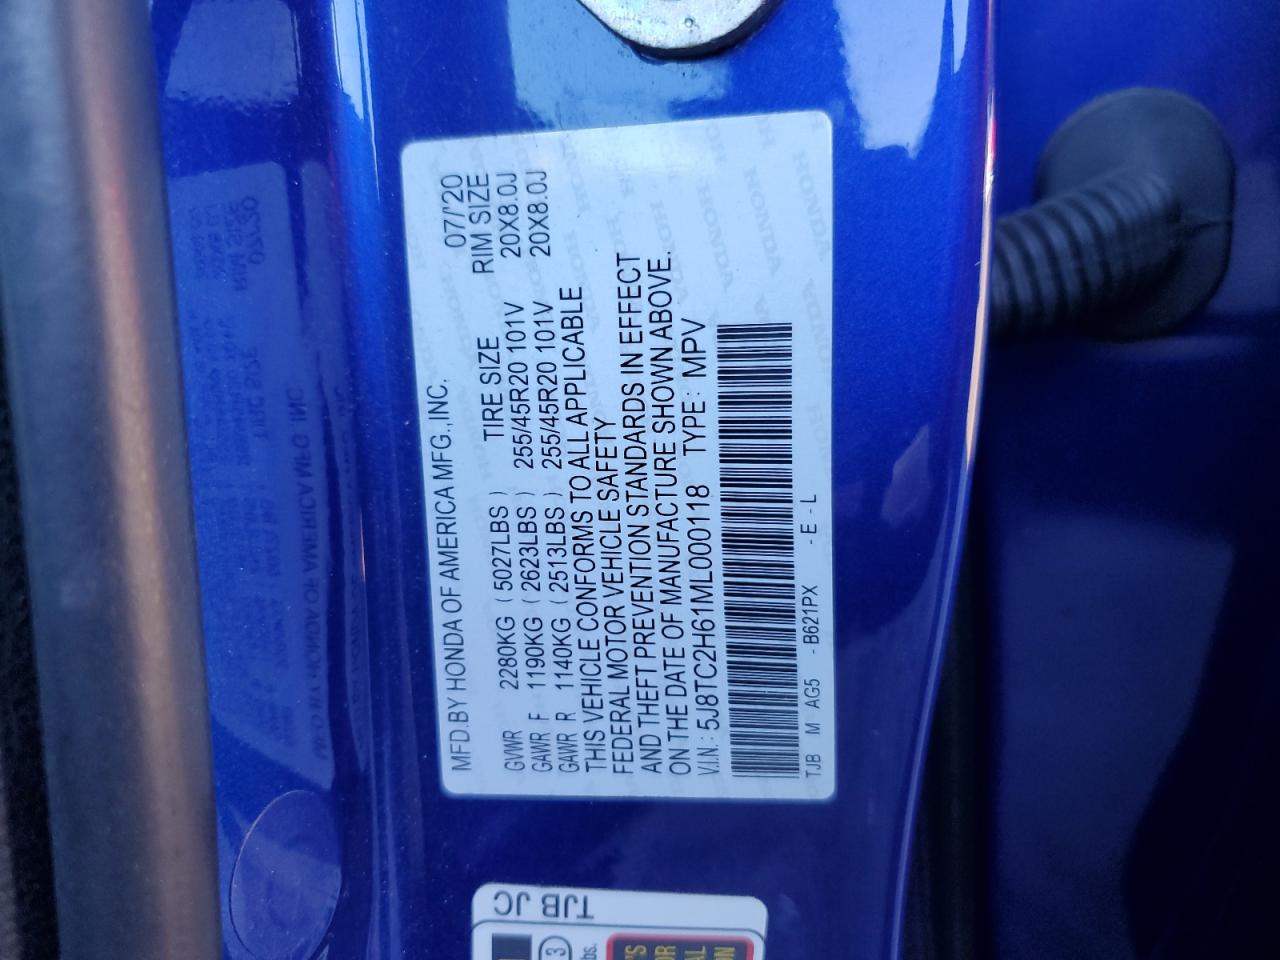 MFD.BY HONDA OF AMERICA MFG.,INC. 07/'20
TIRE SIZE RIM SIZE
GVWR 2280KG ( 5027LBS ) 255/45R20 101V 20X8.0J
GAWR F 1190KG ( 2623LBS ) 255/45R20 101V 20X8.0J
GAWR R 1140KG ( 2513LBS )
THIS VEHICLE CONFORMS TO ALL APPLICABLE
FEDERAL MOTOR VEHICLE SAFETY
AND THEFT PREVENTION STANDARDS IN EFFECT
ON THE DATE OF MANUFACTURE SHOWN ABOVE.
V.I.N.: 5J8TC2H61ML000118 TYPE: MPV
TJB M AG5 - B621PX - E - L
TJB JC
3